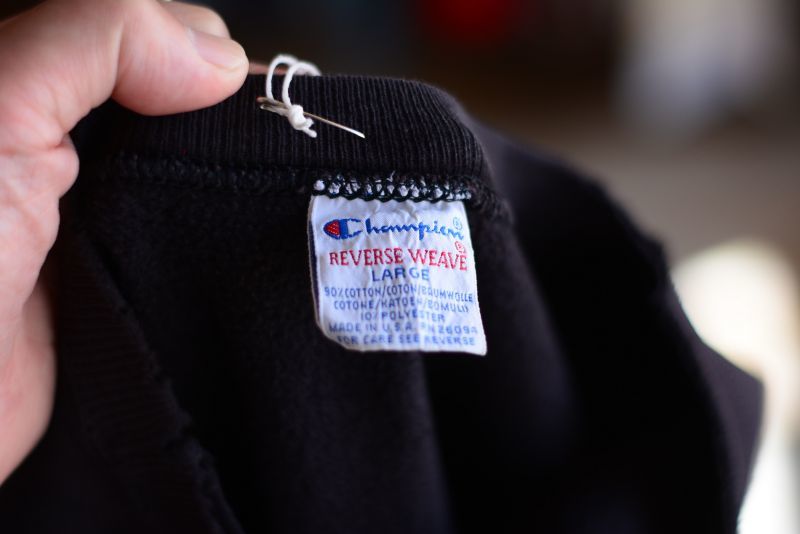 Champion ®
REVERSE WEAVE ®
LARGE
90% COTTON/COTON/BAUMWOLLE
COTONE/KATOEN/BOMULD
10% POLYESTER
MADE IN U.S.A. RN26094
FOR CARE SEE REVERSE